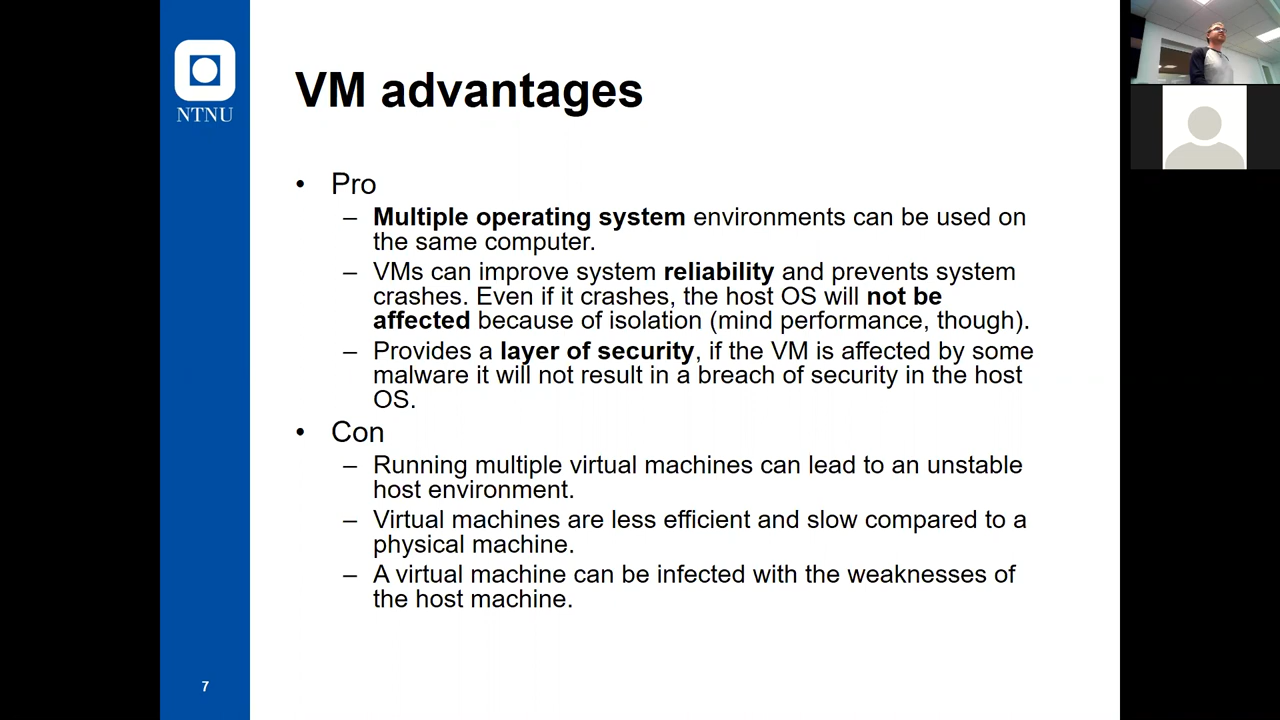 NTNU
VM advantages
• Pro
– Multiple operating system environments can be used on
the same computer.
– VMs can improve system reliability and prevents system
crashes. Even if it crashes, the host OS will not be
affected because of isolation (mind performance, though).
– Provides a layer of security, if the VM is affected by some
malware it will not result in a breach of security in the host
OS.
• Con
– Running multiple virtual machines can lead to an unstable
host environment.
– Virtual machines are less efficient and slow compared to a
physical machine.
– A virtual machine can be infected with the weaknesses of
the host machine.
7